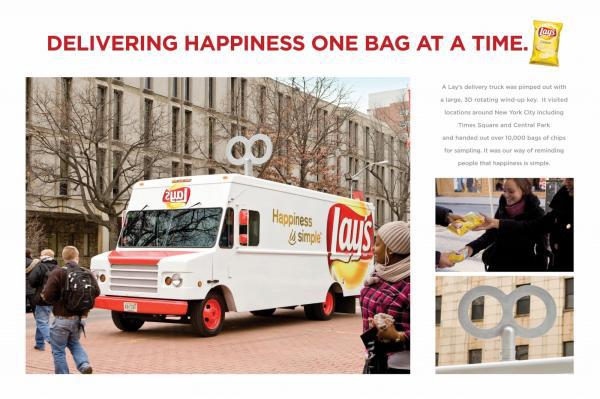 DELIVERING HAPPINESS ONE BAG AT A TIME.
Lay's
A Lay's delivery truck was pimped out with
a large, 3D rotating wind-up key. It visited
locations around New York City including
Times Square and Central Park
and handed out over 10,000 bags of chips
for sampling. It was our way of reminding
people that happiness is simple.
Lay's
Happiness
is simple
Lay's